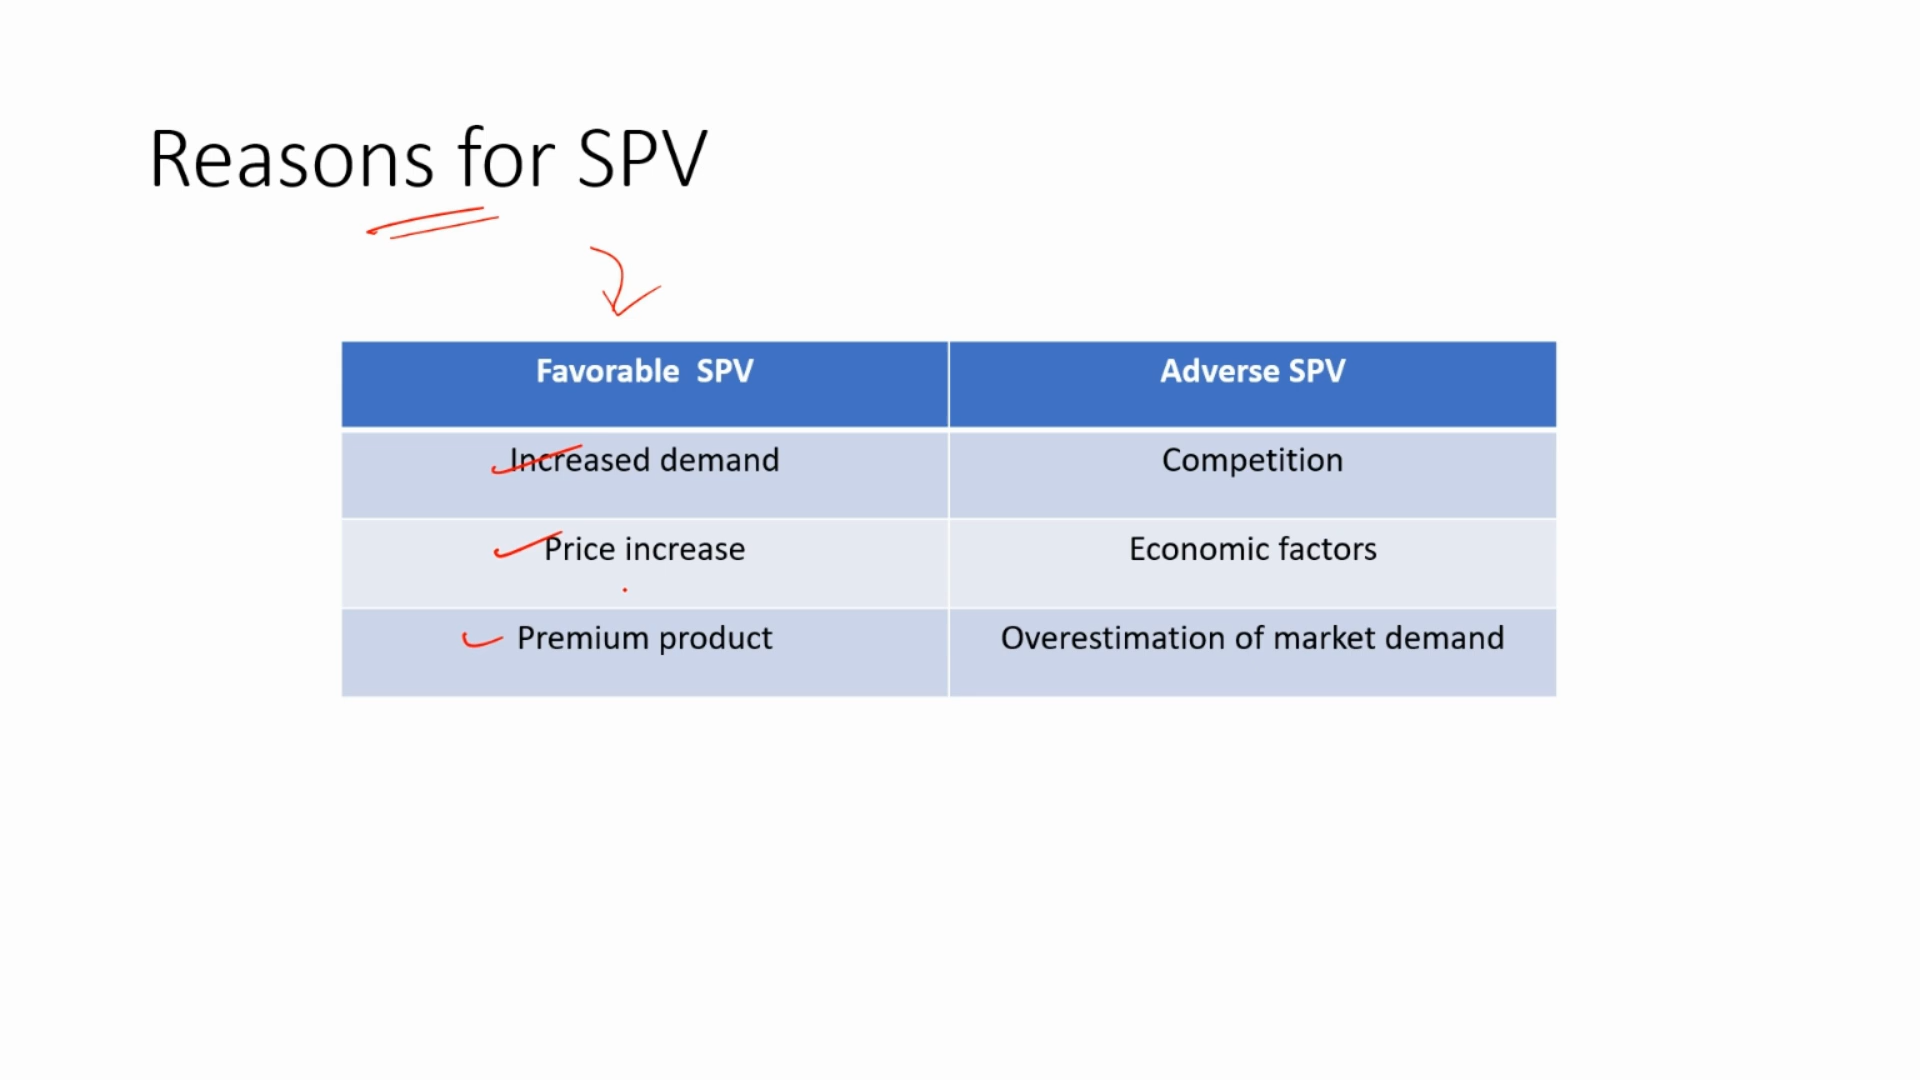 Reasons for SPV
Favorable SPV
Adverse SPV
Increased demand
Competition
Price increase
Economic factors
Premium product
Overestimation of market demand